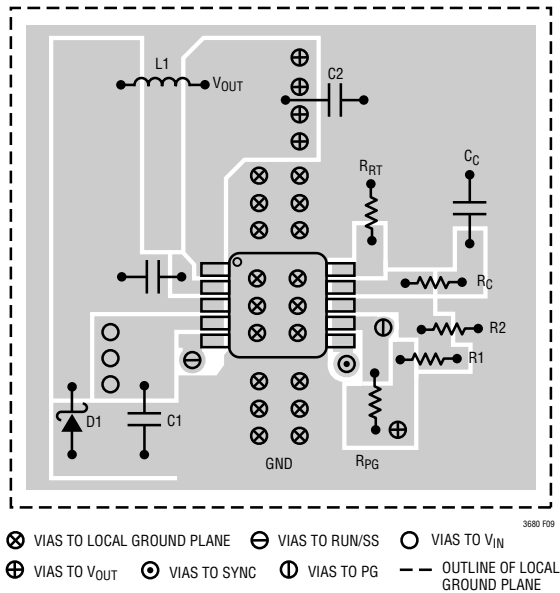 L1
VOUT
C2
RRT
CC
RC
R2
R1
D1
C1
GND
RPG
3680 F09
VIAS TO LOCAL GROUND PLANE
VIAS TO RUN/SS
VIAS TO VIN
VIAS TO VOUT
VIAS TO SYNC
VIAS TO PG
OUTLINE OF LOCAL
GROUND PLANE